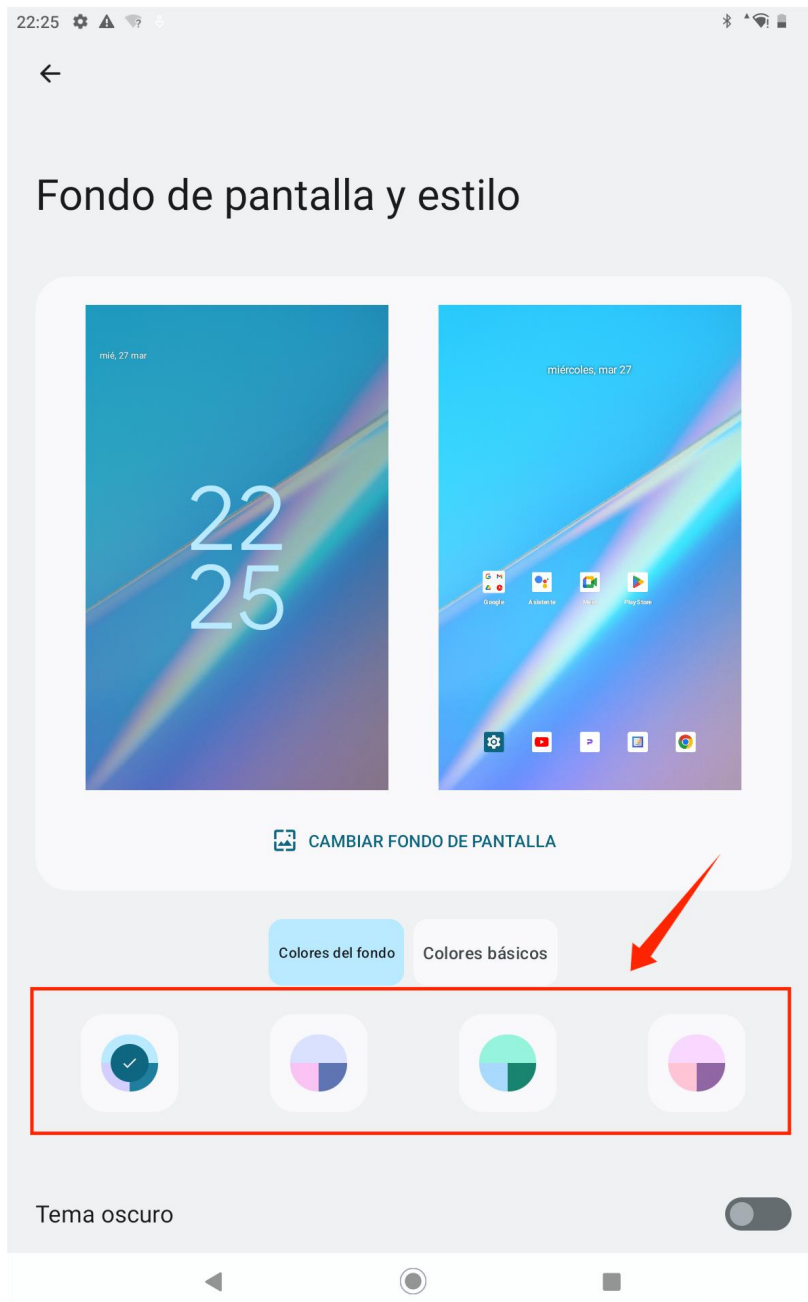 22:25
Fondo de pantalla y estilo
mié, 27 mar
22
25
miércoles, mar 27
Google
Asistente
Play Store
CAMBIAR FONDO DE PANTALLA
Colores del fondo
Colores básicos
Tema oscuro